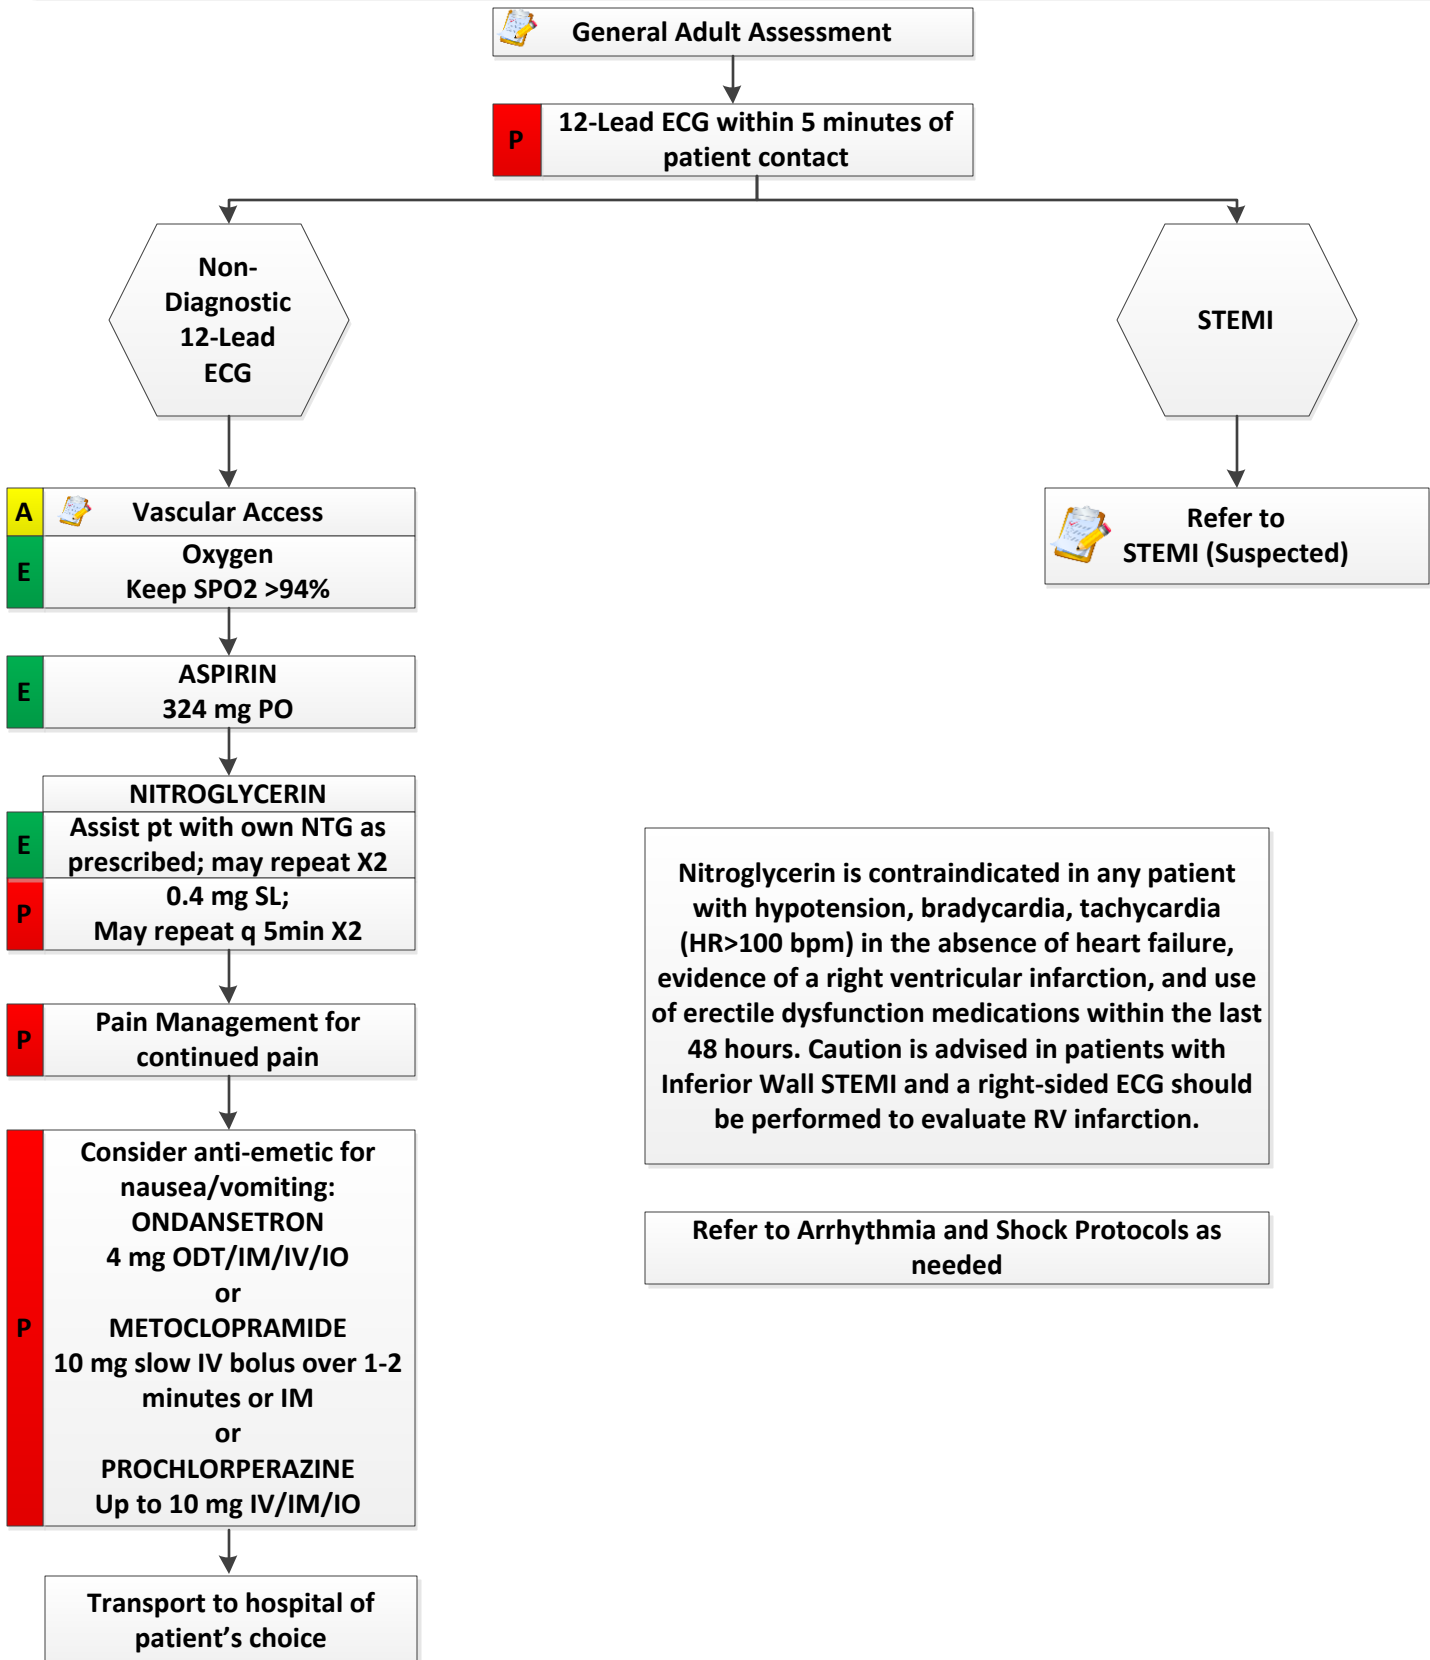 General Adult Assessment
P
12-Lead ECG within 5 minutes of
patient contact
Non-
Diagnostic
12-Lead
ECG
STEMI
A
Vascular Access
E
Oxygen
Keep SPO2 >94%
Refer to
STEMI (Suspected)
E
ASPIRIN
324 mg PO
NITROGLYCERIN
E
Assist pt with own NTG as
prescribed; may repeat X2
P
0.4 mg SL;
May repeat q 5min X2
P
Pain Management for
continued pain
P
Consider anti-emetic for
nausea/vomiting:
ONDANSETRON
4 mg ODT/IM/IV/IO
or
METOCLOPRAMIDE
10 mg slow IV bolus over 1-2
minutes or IM
or
PROCHLORPERAZINE
Up to 10 mg IV/IM/IO
Transport to hospital of
patient’s choice
Nitroglycerin is contraindicated in any patient
with hypotension, bradycardia, tachycardia
(HR>100 bpm) in the absence of heart failure,
evidence of a right ventricular infarction, and use
of erectile dysfunction medications within the last
48 hours. Caution is advised in patients with
Inferior Wall STEMI and a right-sided ECG should
be performed to evaluate RV infarction.
Refer to Arrhythmia and Shock Protocols as
needed